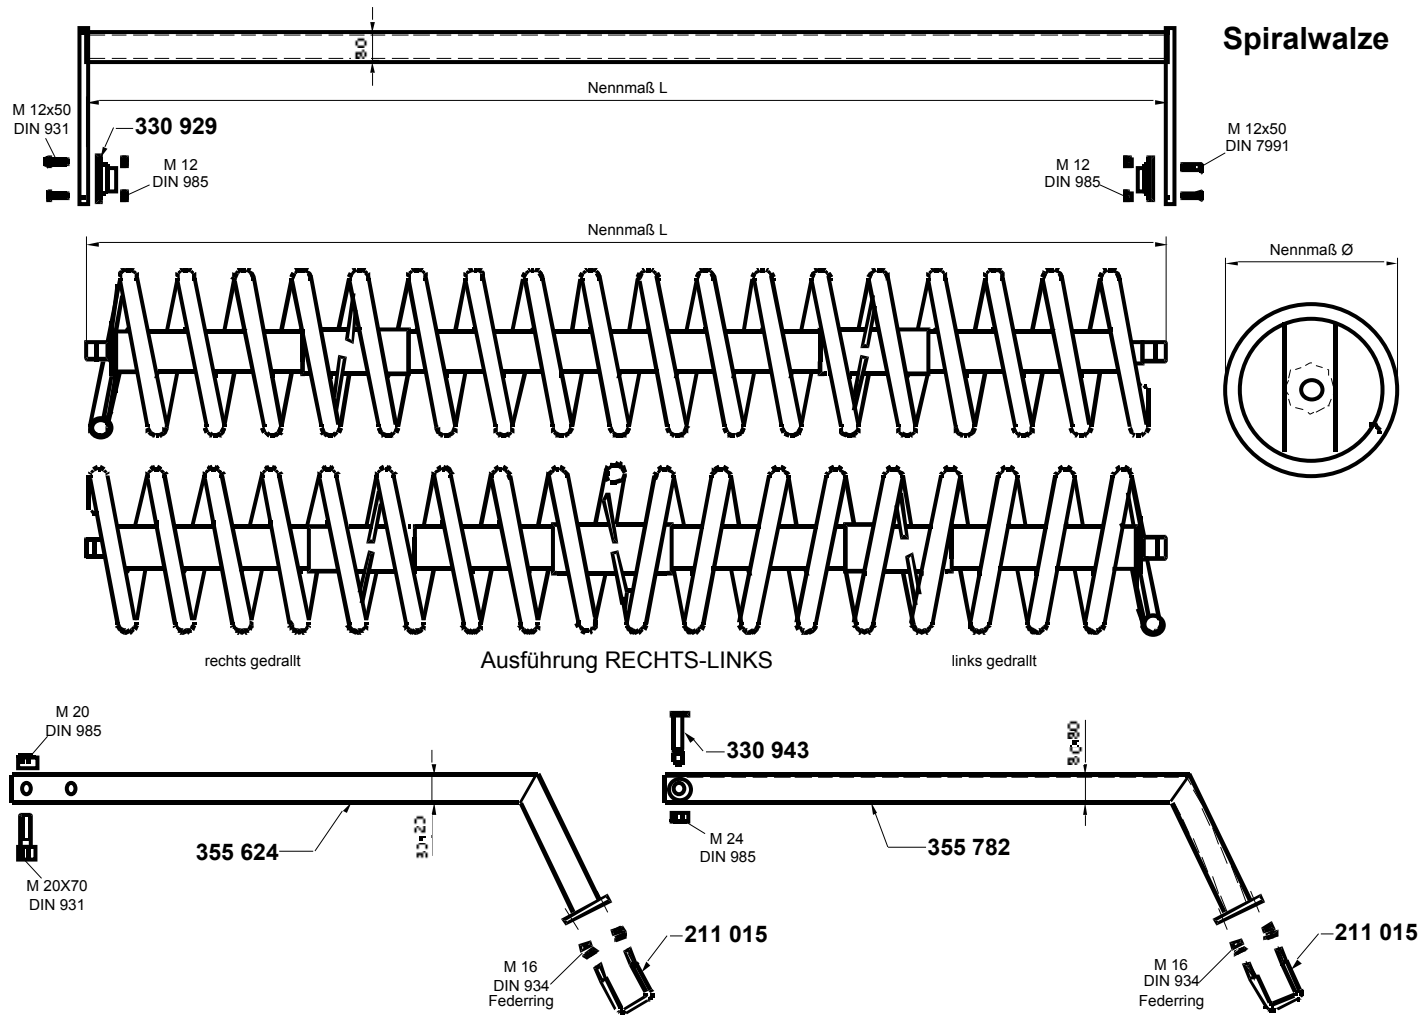 Spiralwalze
80
Nennmaß L
M 12x50
DIN 931
330 929
M 12
DIN 985
M 12
DIN 985
M 12x50
DIN 7991
Nennmaß L
Nennmaß Ø
rechts gedrallt
Ausführung RECHTS-LINKS
links gedrallt
M 20
DIN 985
355 624
M 20X70
DIN 931
211 015
M 16
DIN 934
Federring
330 943
80*80
M 24
DIN 985
355 782
211 015
M 16
DIN 934
Federring